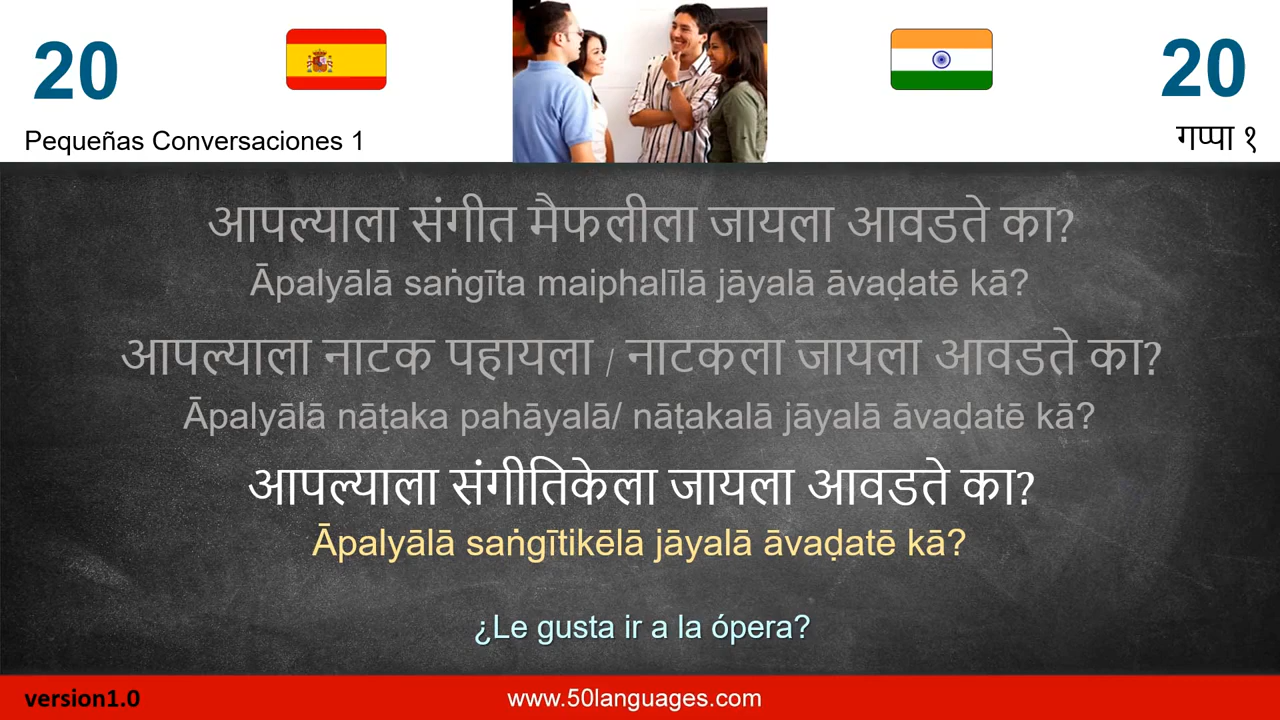 20
20
Pequeñas Conversaciones 1
गप्पा १
आपल्याला संगीत मैफलीला जायला आवडते का?
Āpalyālā saṅgīta maiphalīlā jāyalā āvaḍatē kā?
आपल्याला नाटक पहायला / नाटकला जायला आवडते का?
Āpalyālā nāṭaka pahāyalā/ nāṭakalā jāyalā āvaḍatē kā?
आपल्याला संगीतिकेला जायला आवडते का?
Āpalyālā saṅgītikēlā jāyalā āvaḍatē kā?
¿Le gusta ir a la ópera?
version1.0
www.50languages.com